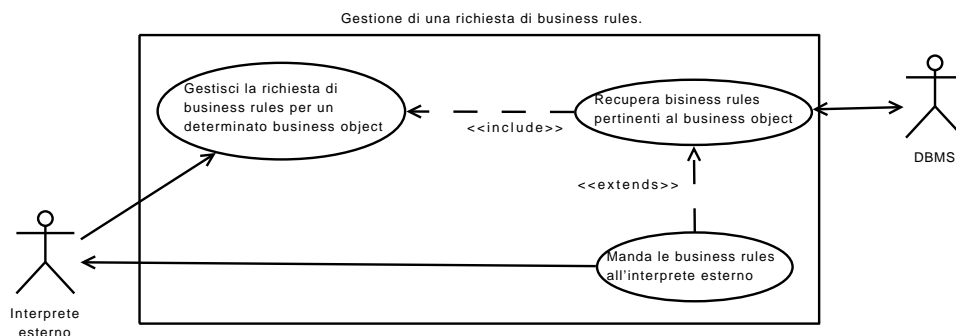 Gestione di una richiesta di business rules.
Gestisci la richiesta di
business rules per un
determinato business object
<<include>>
Recupera bisiness rules
pertinenti al business object
DBMS
<<extends>>
Manda le business rules
all'interprete esterno
Interprete
esterno